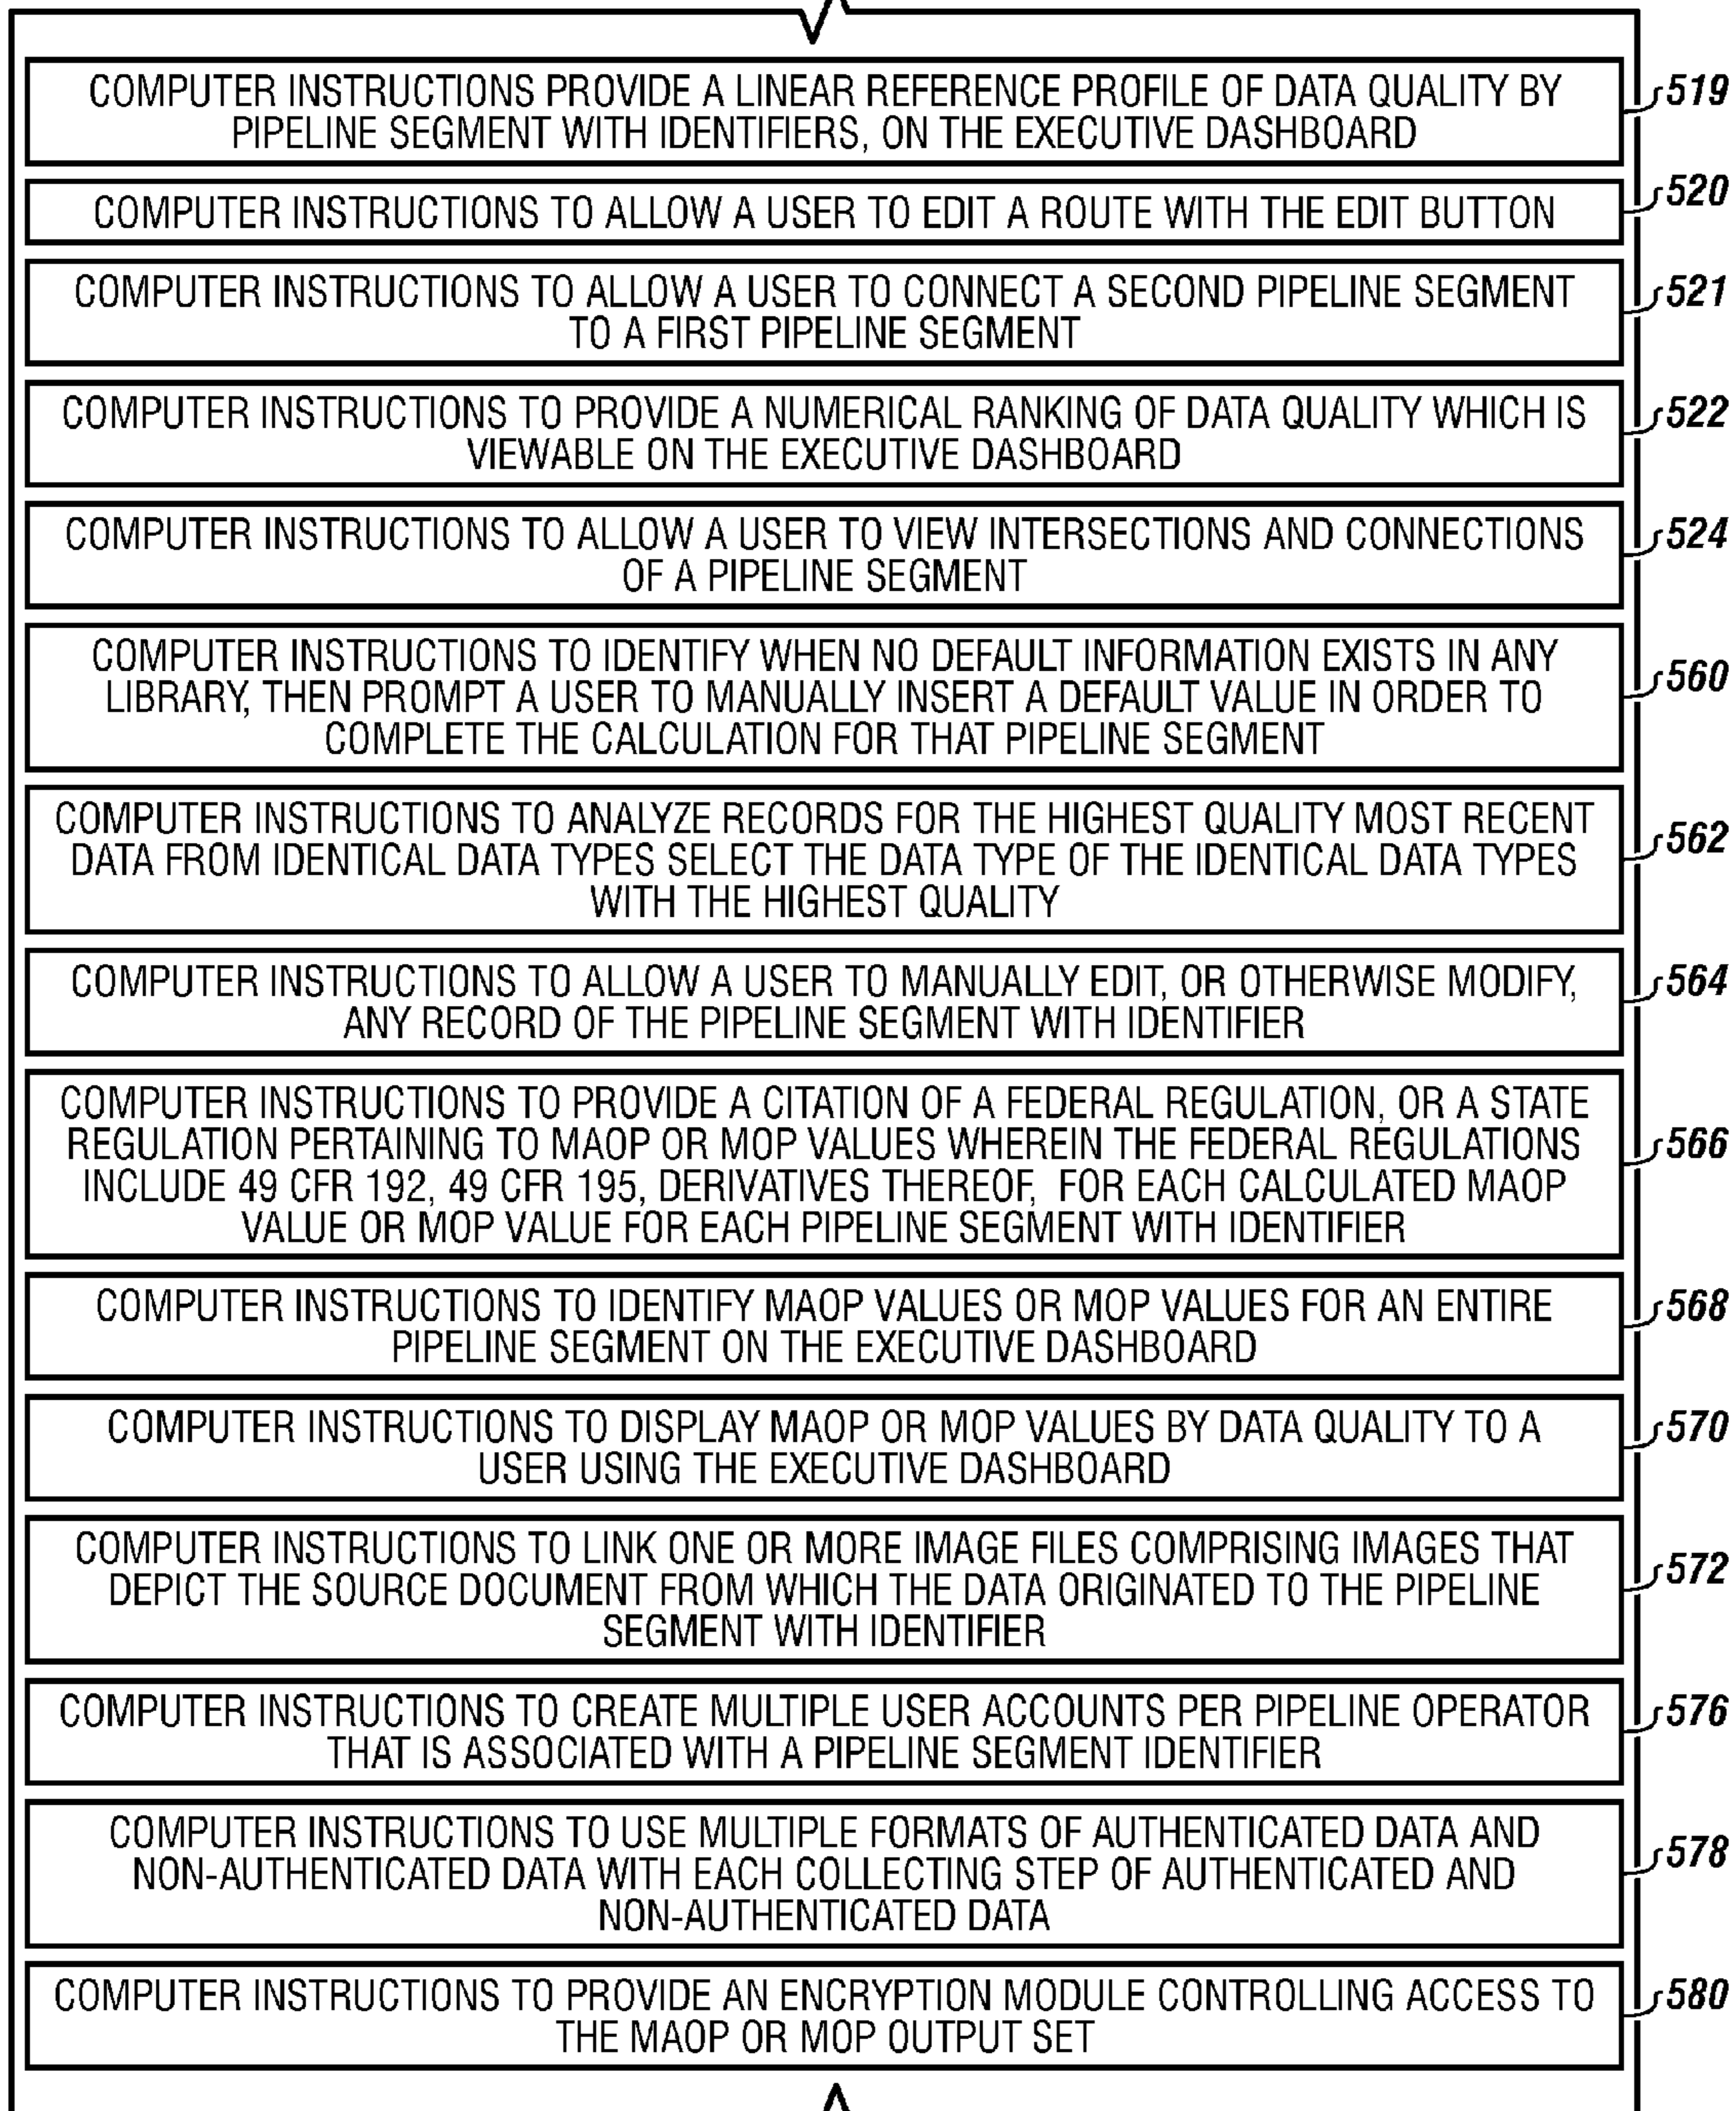 COMPUTER INSTRUCTIONS PROVIDE A LINEAR REFERENCE PROFILE OF DATA QUALITY BY
PIPELINE SEGMENT WITH IDENTIFIERS, ON THE EXECUTIVE DASHBOARD
519
COMPUTER INSTRUCTIONS TO ALLOW A USER TO EDIT A ROUTE WITH THE EDIT BUTTON
520
COMPUTER INSTRUCTIONS TO ALLOW A USER TO CONNECT A SECOND PIPELINE SEGMENT
TO A FIRST PIPELINE SEGMENT
521
COMPUTER INSTRUCTIONS TO PROVIDE A NUMERICAL RANKING OF DATA QUALITY WHICH IS
VIEWABLE ON THE EXECUTIVE DASHBOARD
522
COMPUTER INSTRUCTIONS TO ALLOW A USER TO VIEW INTERSECTIONS AND CONNECTIONS
OF A PIPELINE SEGMENT
524
COMPUTER INSTRUCTIONS TO IDENTIFY WHEN NO DEFAULT INFORMATION EXISTS IN ANY
LIBRARY, THEN PROMPT A USER TO MANUALLY INSERT A DEFAULT VALUE IN ORDER TO
COMPLETE THE CALCULATION FOR THAT PIPELINE SEGMENT
560
COMPUTER INSTRUCTIONS TO ANALYZE RECORDS FOR THE HIGHEST QUALITY MOST RECENT
DATA FROM IDENTICAL DATA TYPES SELECT THE DATA TYPE OF THE IDENTICAL DATA TYPES
WITH THE HIGHEST QUALITY
562
COMPUTER INSTRUCTIONS TO ALLOW A USER TO MANUALLY EDIT, OR OTHERWISE MODIFY,
ANY RECORD OF THE PIPELINE SEGMENT WITH IDENTIFIER
564
COMPUTER INSTRUCTIONS TO PROVIDE A CITATION OF A FEDERAL REGULATION, OR A STATE
REGULATION PERTAINING TO MAOP OR MOP VALUES WHEREIN THE FEDERAL REGULATIONS
INCLUDE 49 CFR 192, 49 CFR 195, DERIVATIVES THEREOF, FOR EACH CALCULATED MAOP
VALUE OR MOP VALUE FOR EACH PIPELINE SEGMENT WITH IDENTIFIER
566
COMPUTER INSTRUCTIONS TO IDENTIFY MAOP VALUES OR MOP VALUES FOR AN ENTIRE
PIPELINE SEGMENT ON THE EXECUTIVE DASHBOARD
568
COMPUTER INSTRUCTIONS TO DISPLAY MAOP OR MOP VALUES BY DATA QUALITY TO A
USER USING THE EXECUTIVE DASHBOARD
570
COMPUTER INSTRUCTIONS TO LINK ONE OR MORE IMAGE FILES COMPRISING IMAGES THAT
DEPICT THE SOURCE DOCUMENT FROM WHICH THE DATA ORIGINATED TO THE PIPELINE
SEGMENT WITH IDENTIFIER
572
COMPUTER INSTRUCTIONS TO CREATE MULTIPLE USER ACCOUNTS PER PIPELINE OPERATOR
THAT IS ASSOCIATED WITH A PIPELINE SEGMENT IDENTIFIER
576
COMPUTER INSTRUCTIONS TO USE MULTIPLE FORMATS OF AUTHENTICATED DATA AND
NON-AUTHENTICATED DATA WITH EACH COLLECTING STEP OF AUTHENTICATED AND
NON-AUTHENTICATED DATA
578
COMPUTER INSTRUCTIONS TO PROVIDE AN ENCRYPTION MODULE CONTROLLING ACCESS TO
THE MAOP OR MOP OUTPUT SET
580